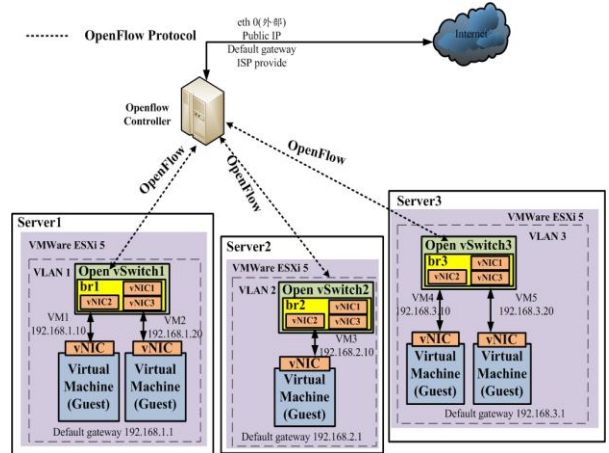 OpenFlow Protocol
eth 0(外部)
Public IP
Default gateway
ISP provide
Internet
Openflow
Controller
OpenFlow
OpenFlow
OpenFlow
Server1
VMWare ESXi 5
VLAN 1
Open vSwitch1
br1
vNIC1
vNIC2
vNIC3
VM1
192.168.1.10
VM2
192.168.1.20
vNIC
vNIC
Virtual
Machine
(Guest)
Virtual
Machine
(Guest)
Default gateway 192.168.1.1
Server2
VMWare ESXi 5
VLAN 2
Open vSwitch2
br2
vNIC1
vNIC2
vNIC3
VM3
192.168.2.10
vNIC
Virtual
Machine
(Guest)
Default gateway 192.168.2.1
Server3
VMWare ESXi 5
VLAN 3
Open vSwitch3
br3
vNIC1
vNIC2
vNIC3
VM4
192.168.3.10
VM5
192.168.3.20
vNIC
vNIC
Virtual
Machine
(Guest)
Virtual
Machine
(Guest)
Default gateway 192.168.3.1